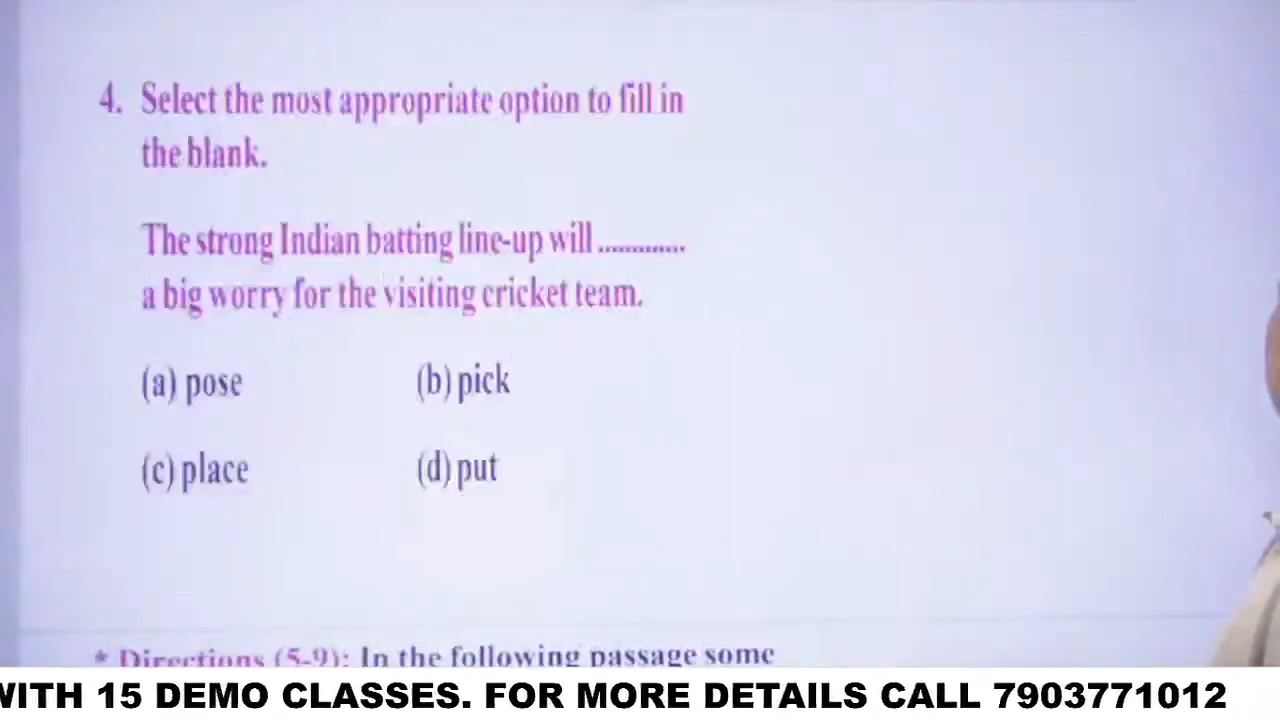 4. Select the most appropriate option to fill in
the blank.
The strong Indian batting line-up will .............
a big worry for the visiting cricket team.
(a) pose (b) pick
(c) place (d) put
* Directions (5-9): In the following passage some
WITH 15 DEMO CLASSES. FOR MORE DETAILS CALL 7903771012